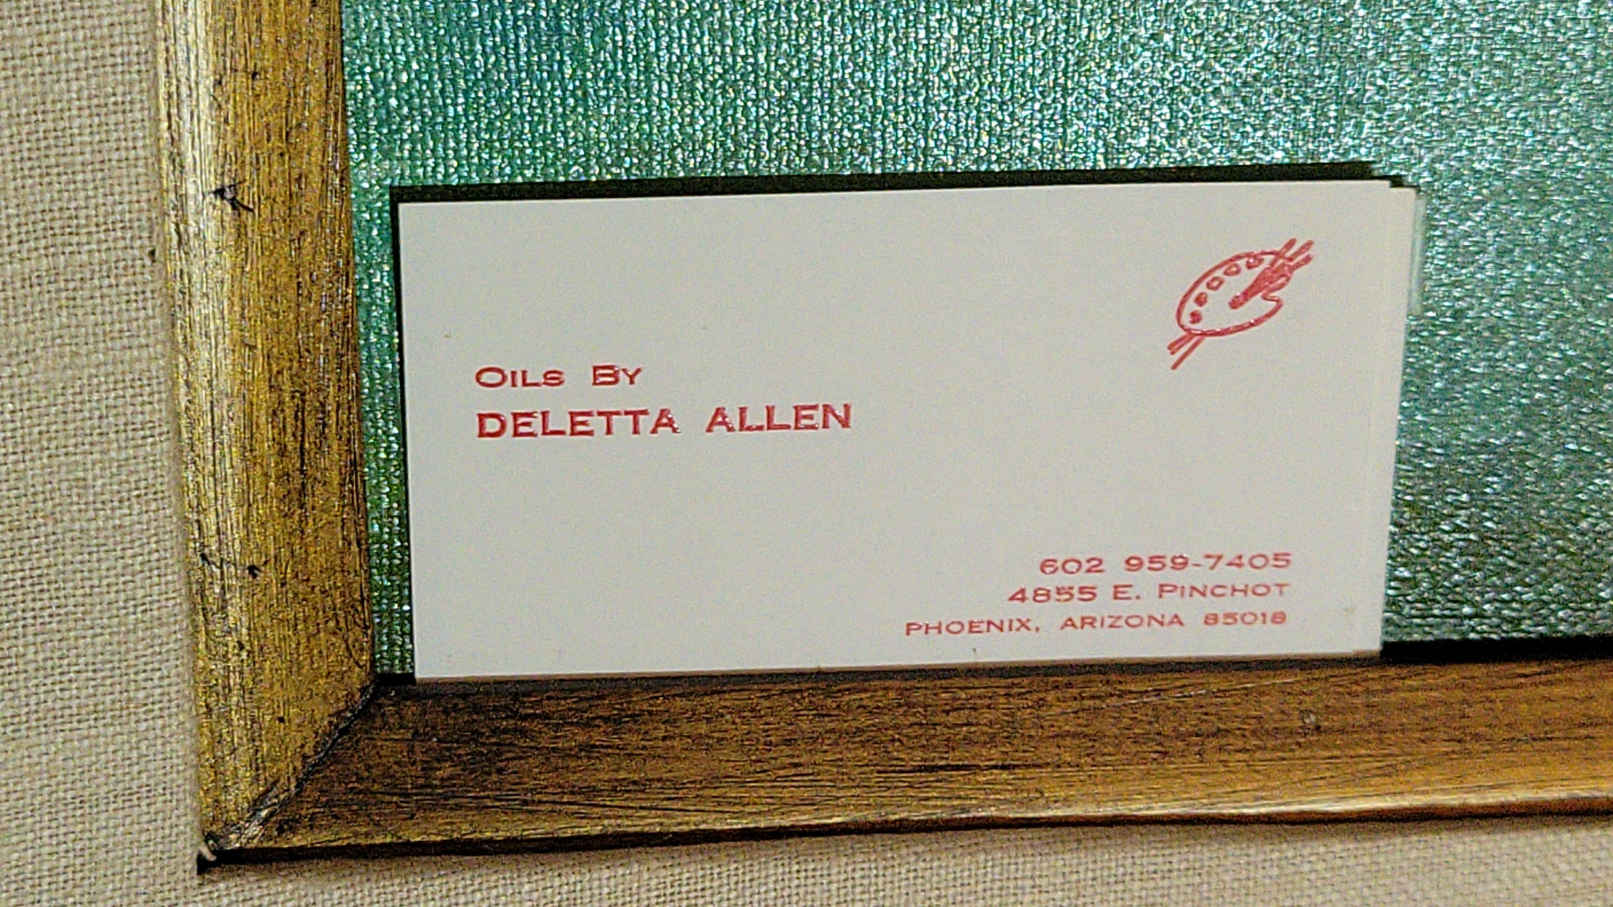 Oils By
DELETTA ALLEN
602 959-7405
4855 E. PINCHOT
PHOENIX, ARIZONA 85018